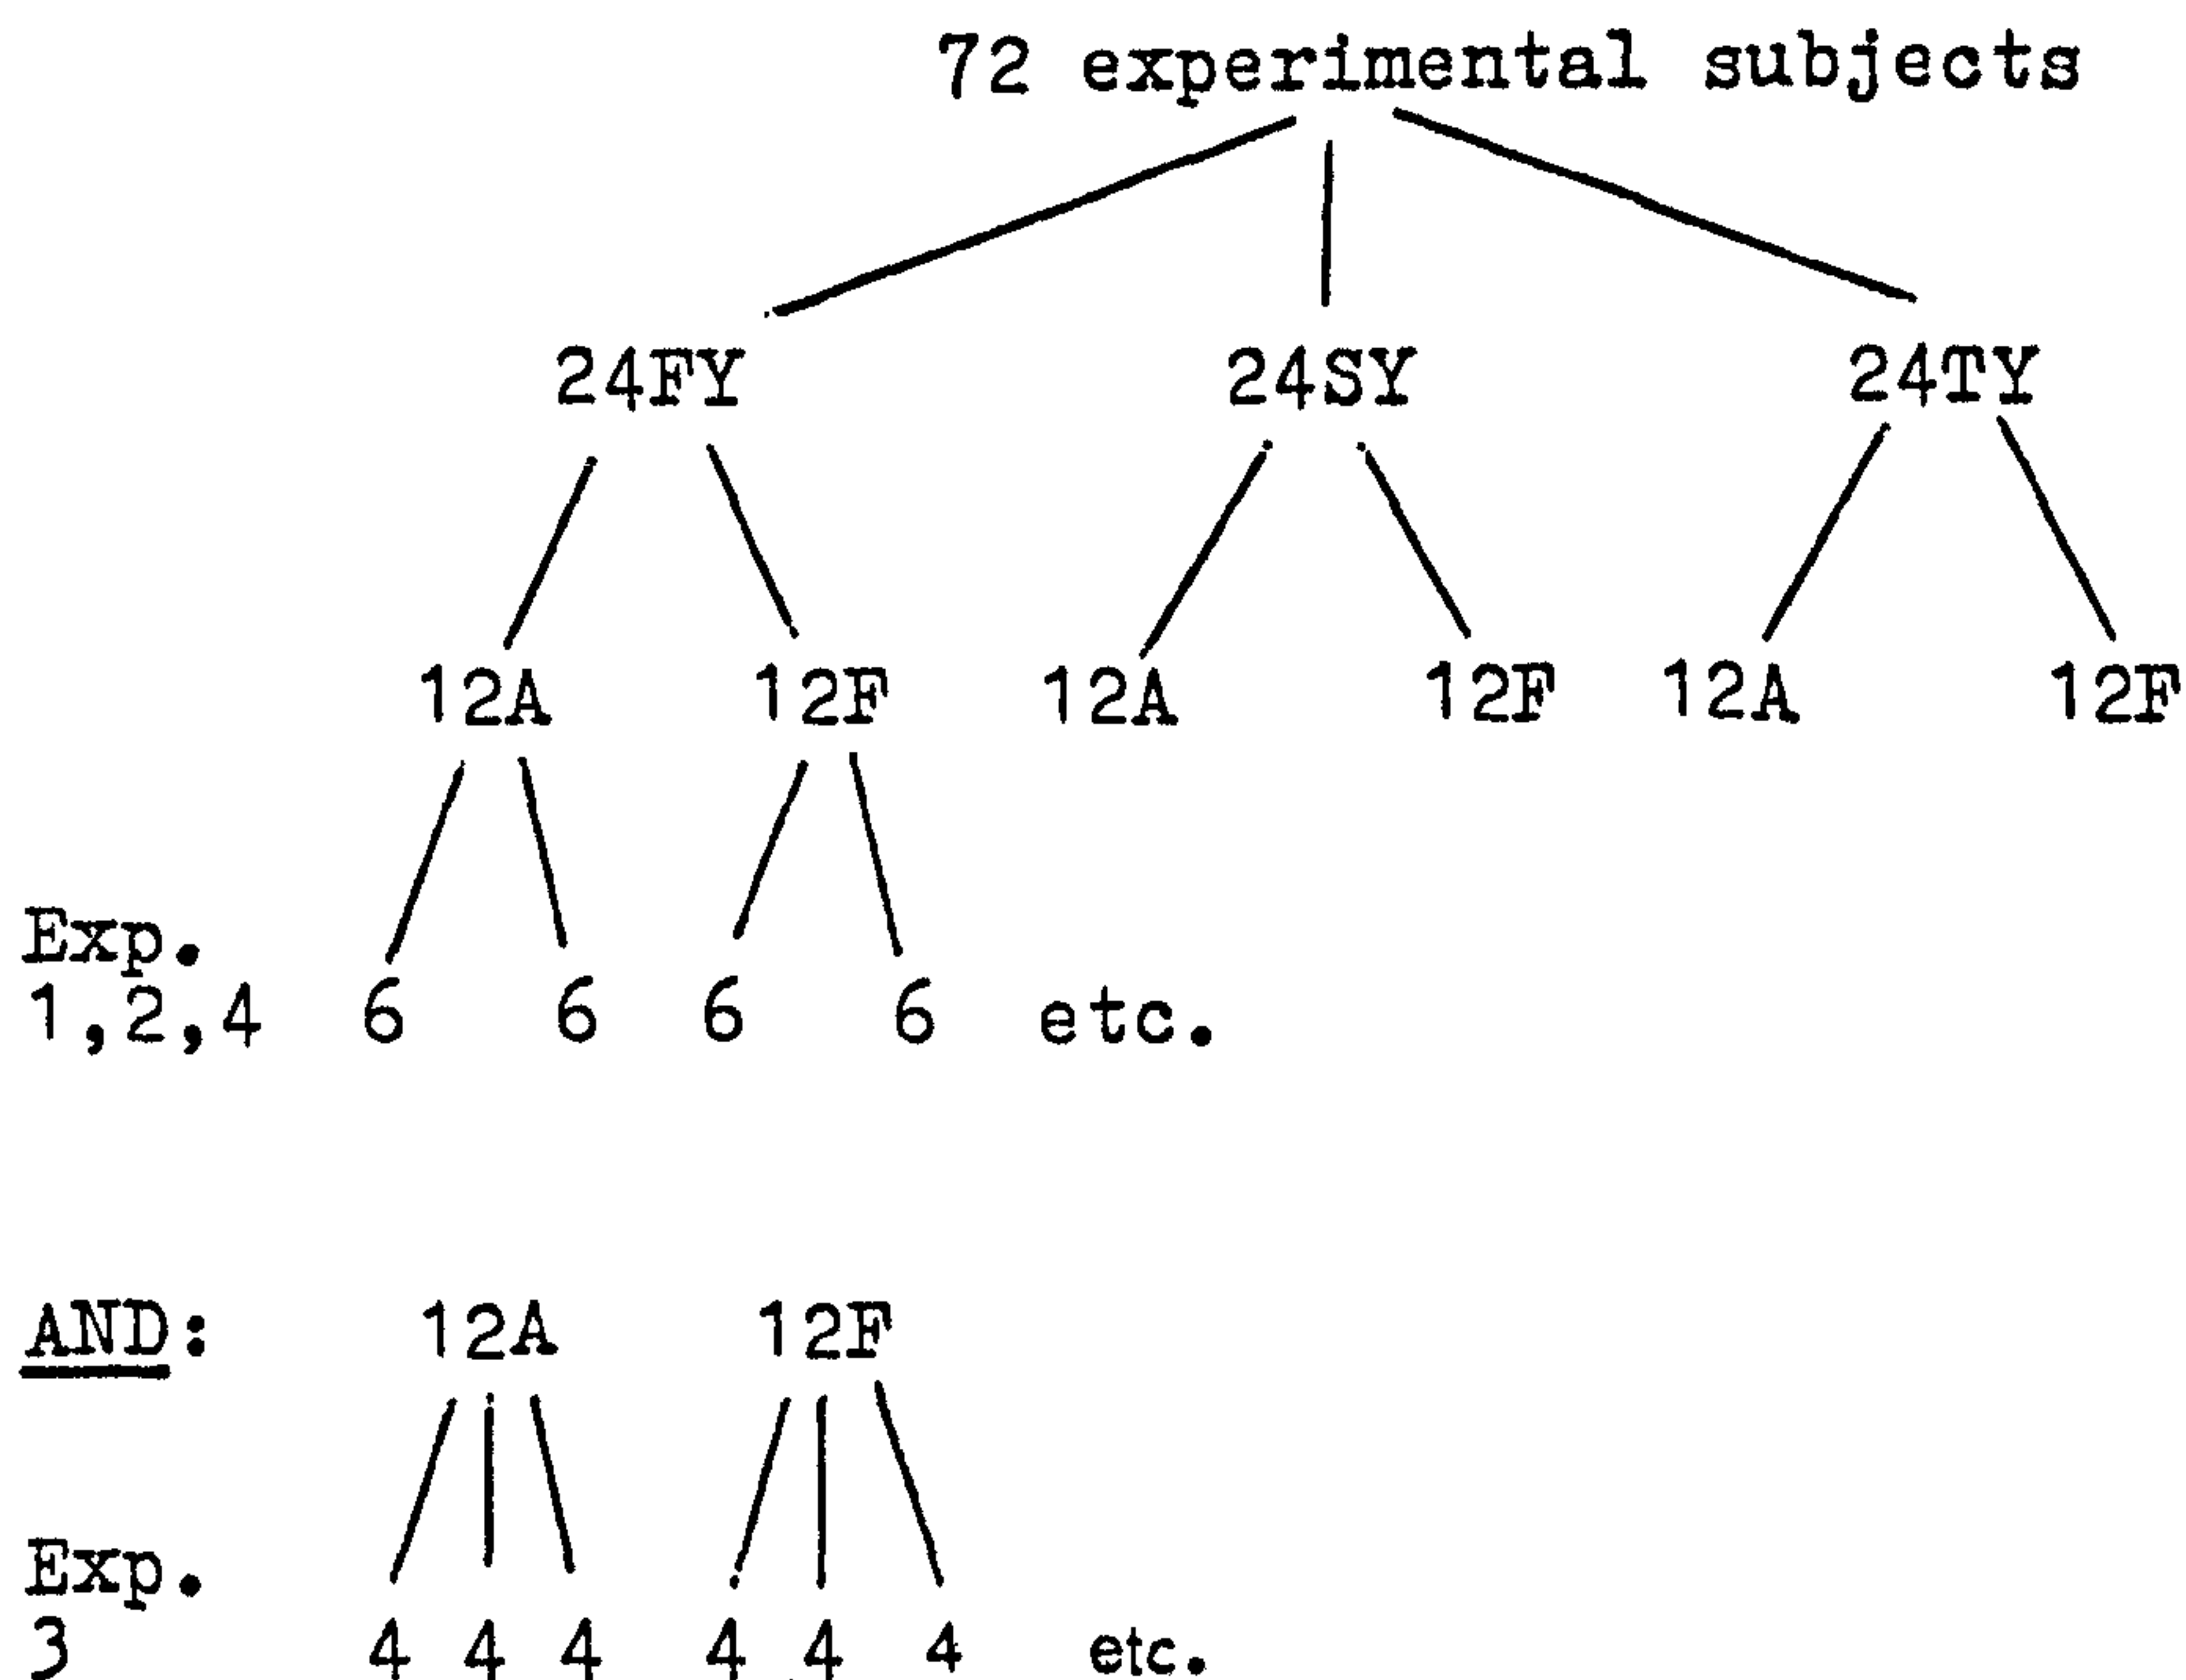 72 experimental subjects
24FY 24SY 24TY
12A 12F 12A 12F 12A 12F
Exp.
1,2,4 6 6 6 6 etc.
AND: 12A 12F
Exp.
3 4 4 4 4 4 4 etc.